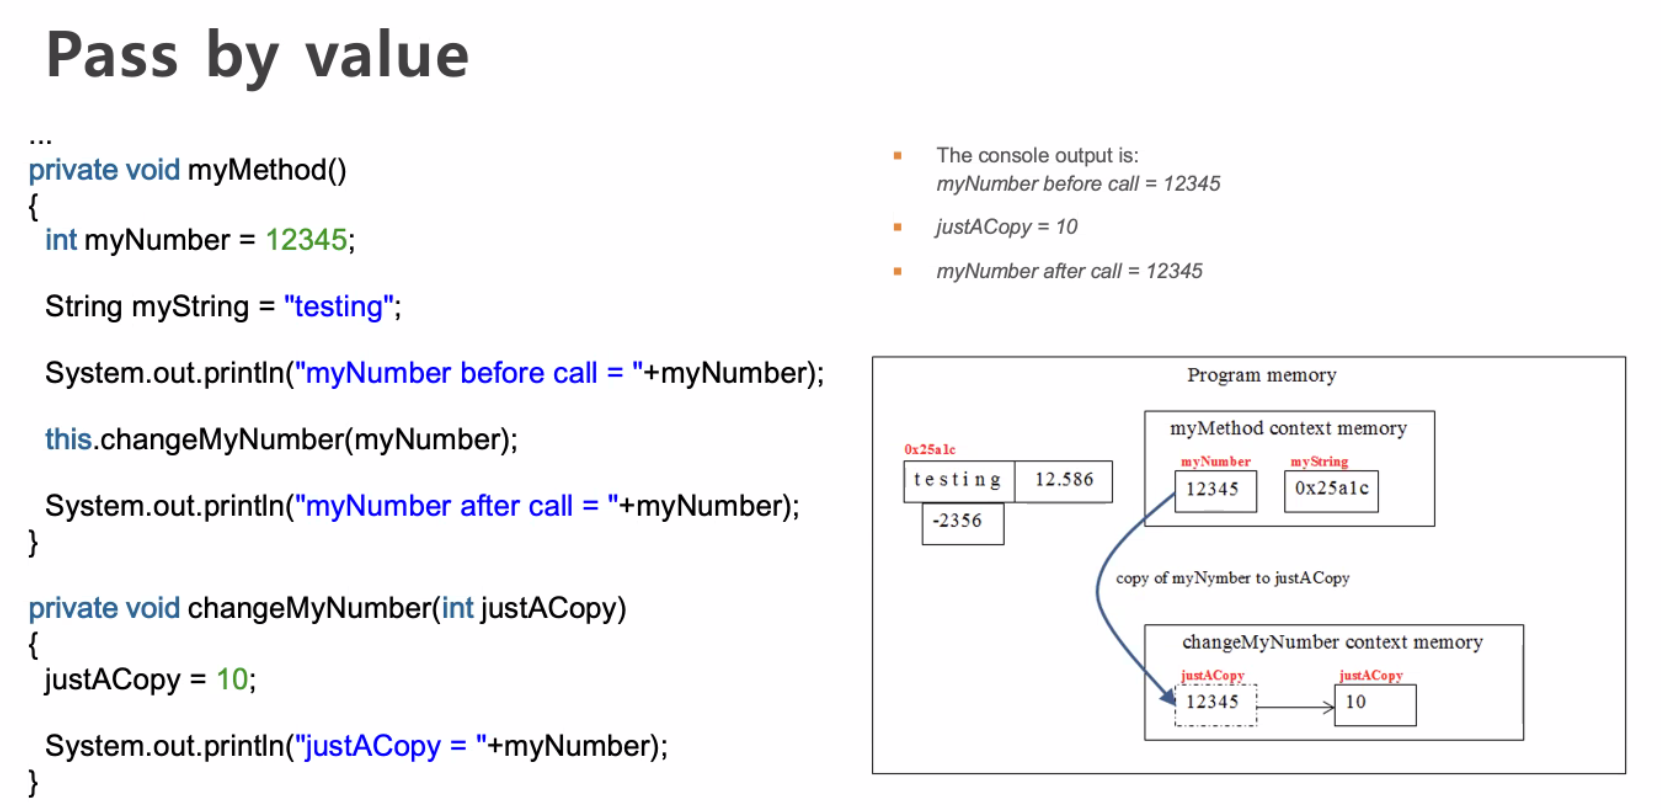 Pass by value
...
private void myMethod()
{
int myNumber = 12345;
String myString = "testing";
System.out.println("myNumber before call = "+myNumber);
this.changeMyNumber(myNumber);
System.out.println("myNumber after call = "+myNumber);
}
private void changeMyNumber(int justACopy)
{
justACopy = 10;
System.out.println("justACopy = "+myNumber);
}
The console output is:
myNumber before call = 12345
justACopy = 10
myNumber after call = 12345
Program memory
0x25a1c
testing 12.586
-2356
myMethod context memory
myNumber myString
12345 0x25a1c
copy of myNymber to justACopy
changeMyNumber context memory
justACopy justACopy
12345 10